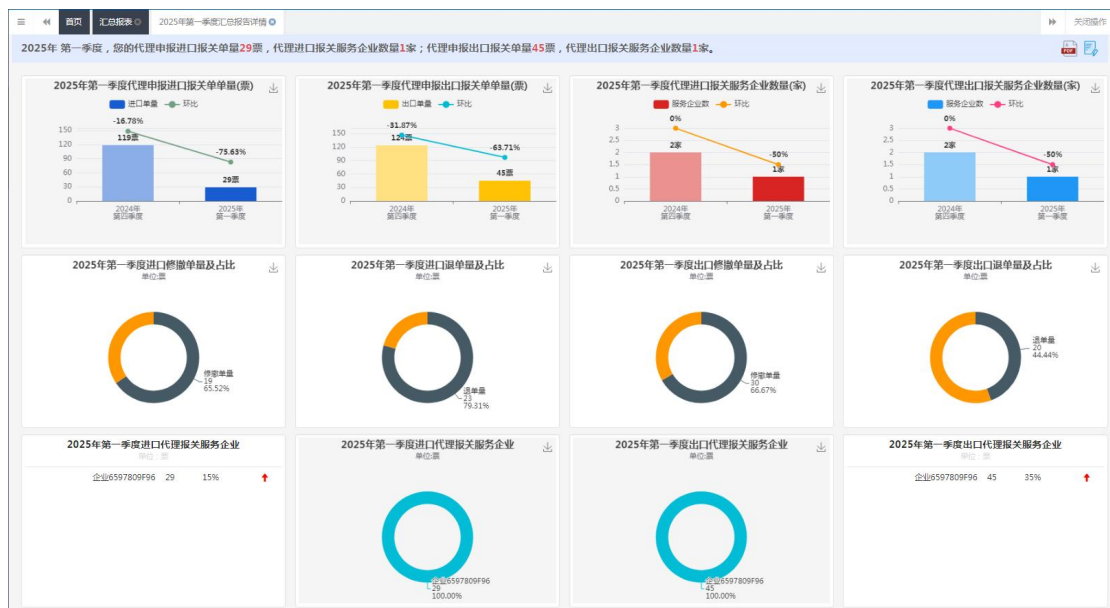 首页 汇总报表 2025年第一季度汇总报告详情 关闭操作
2025年 第一季度，您的代理申报进口报关单量29票，代理进口报关服务企业数量1家；代理申报出口报关单量45票，代理出口报关服务企业数量1家。
PDF
2025年第一季度代理申报进口报关单单量(票)
进口单量 环比
150
120
90
60
30
0
-16.78%
119票
-75.63%
29票
2024年
第四季度
2025年
第一季度
2025年第一季度代理申报出口报关单单量(票)
出口单量 环比
150
120
90
60
30
0
-31.87%
124票
-63.71%
45票
2024年
第四季度
2025年
第一季度
2025年第一季度代理进口报关服务企业数量(家)
服务企业数 环比
3
2.5
2
1.5
1
0.5
0
0%
2家
-50%
1家
2024年
第四季度
2025年
第一季度
2025年第一季度代理出口报关服务企业数量(家)
服务企业数 环比
3
2.5
2
1.5
1
0.5
0
0%
2家
-50%
1家
2024年
第四季度
2025年
第一季度
2025年第一季度进口修撤单量及占比
单位:票
修撤单量
19
65.52%
2025年第一季度进口退单量及占比
单位:票
退单量
23
79.31%
2025年第一季度出口修撤单量及占比
单位:票
修撤单量
30
66.67%
2025年第一季度出口退单量及占比
单位:票
退单量
20
44.44%
2025年第一季度进口代理报关服务企业
单位：票
企业6597809F96 29 15%
2025年第一季度进口代理报关服务企业
单位:票
企业6597809F96
29
100.00%
2025年第一季度出口代理报关服务企业
单位:票
企业6597809F96
45
100.00%
2025年第一季度出口代理报关服务企业
单位：票
企业6597809F96 45 35%